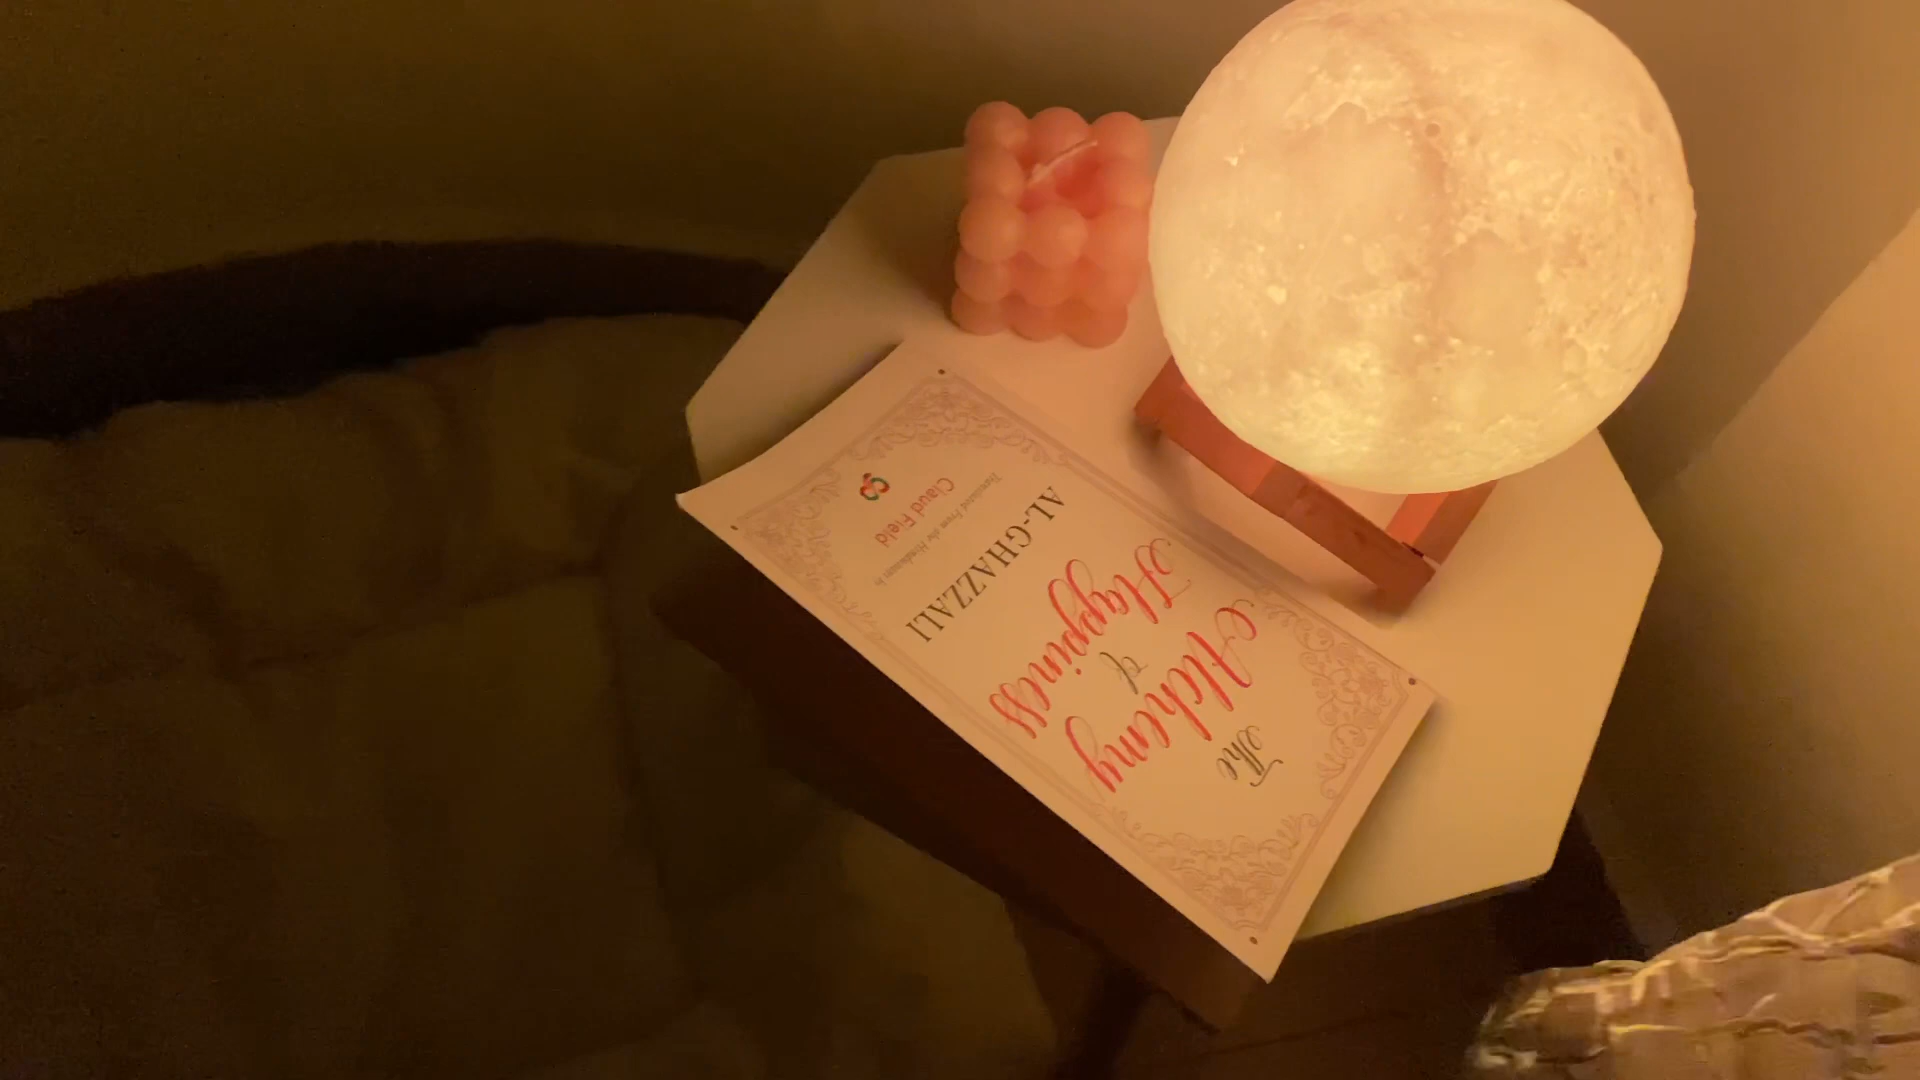 The
Alchemy
of
Happiness
AL-GHAZZALI
Translated From the Hindustani by
Claud Field